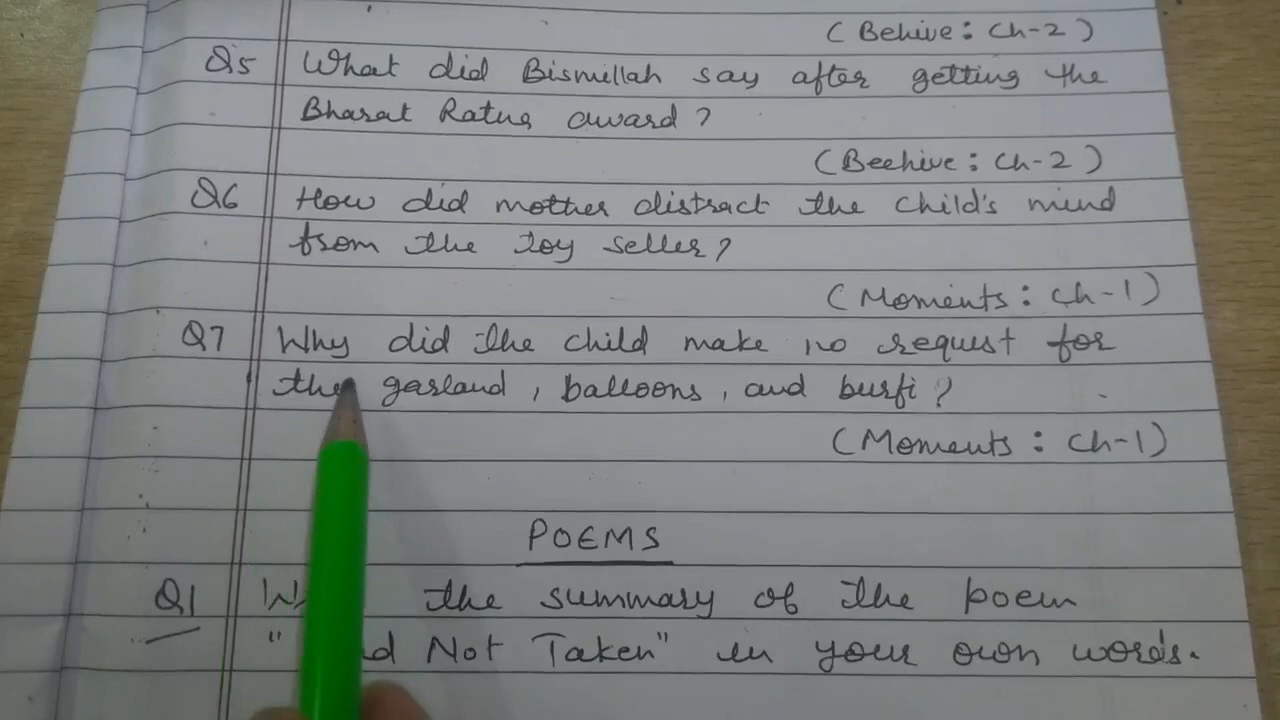 (Behive: Ch-2)
Q5 What did Bismillah say after getting the
Bharat Ratna award?
(Beehive: Ch-2)
Q6 How did mother distract the child's mind
from the toy seller?
(Moments: Ch-1)
Q7 Why did the child make no request for
the garland, balloons, and burfi?
(Moments: Ch-1)
POEMS
Q1 the summary of the poem
Not Taken" in your own words.